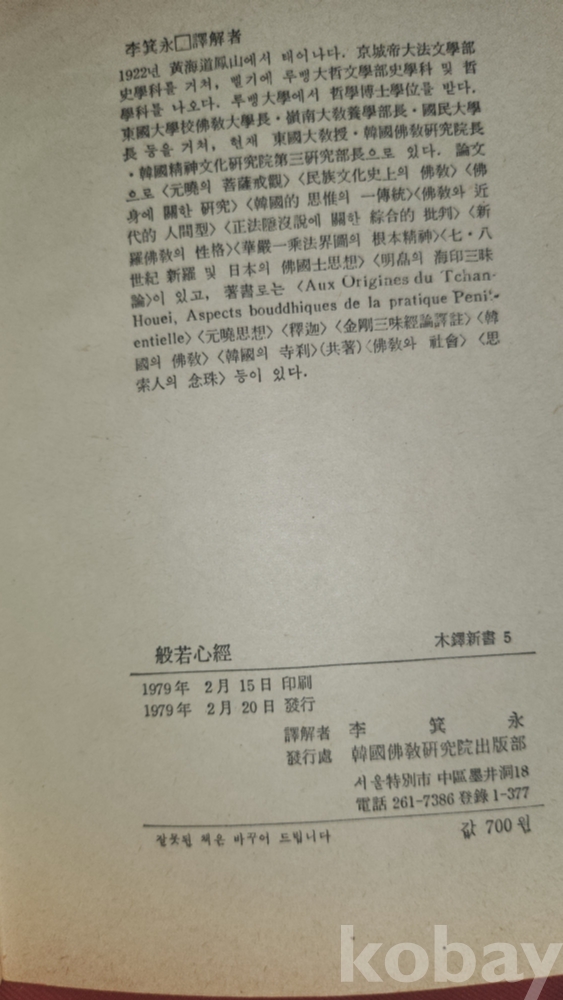 李箕永□譯解者
1922년 黃海道鳳山에서 태어나다. 京城帝大法文學部
史學科를 거쳐, 벨기에 루뱅大哲文學部史學科 및 哲
學科를 나오다. 루뱅大學에서 哲學博士學位를 받다.
東國大學校佛敎大學長・嶺南大敎養學部長・國民大學
長 등을 거쳐, 현재 東國大敎授・韓國佛敎硏究院長
・韓國精神文化硏究院第三硏究部長으로 있다. 論文
으로 〈元曉의 菩薩戒觀〉〈民族文化史上의 佛敎〉〈佛
身에 關한 硏究〉〈韓國的 思惟의 一傳統〉〈佛敎와 近
代的 人間型〉〈正法隱沒說에 關한 綜合的 批判〉〈新
羅佛敎의 性格〉〈華嚴一乘法界圖의 根本精神〉〈七・八
世紀 新羅 및 日本의 佛國土思想〉〈明晶의 海印三昧
論〉이 있고, 著書로는 〈Aux Origines du Tchan-
Houei, Aspects bouddhiques de la pratique Penit-
entielle〉〈元曉思想〉〈釋迦〉〈金剛三昧經論譯註〉〈韓
國의 佛敎〉〈韓國의 寺刹〉(共著)〈佛敎와 社會〉〈思
索人의 念珠〉 등이 있다.
般若心經 木鐸新書 5
1979年 2月 15日 印刷
1979年 2月 20日 發行
譯解者 李箕永
發行處 韓國佛敎硏究院出版部
서울特別市 中區墨井洞18
電話 261-7386 登錄 1-377
잘못된 책은 바꾸어 드립니다 값 700원
kobay